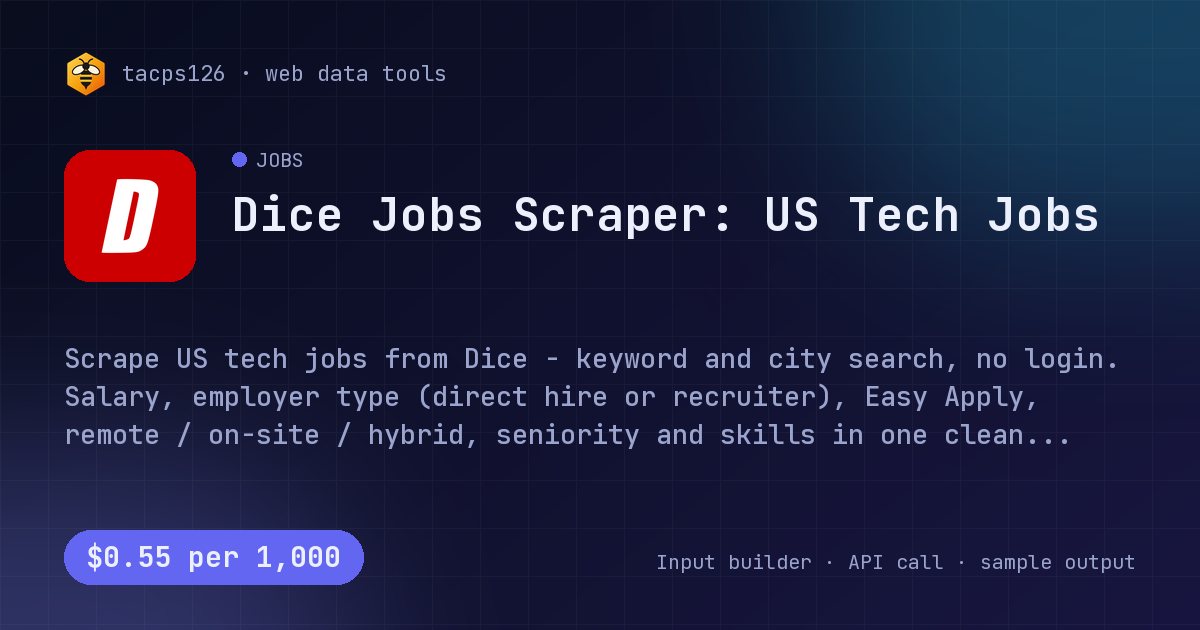 tacps126 · web data tools
JOBS
D
Dice Jobs Scraper: US Tech Jobs
Scrape US tech jobs from Dice - keyword and city search, no login.
Salary, employer type (direct hire or recruiter), Easy Apply,
remote / on-site / hybrid, seniority and skills in one clean...
$0.55 per 1,000
Input builder · API call · sample output